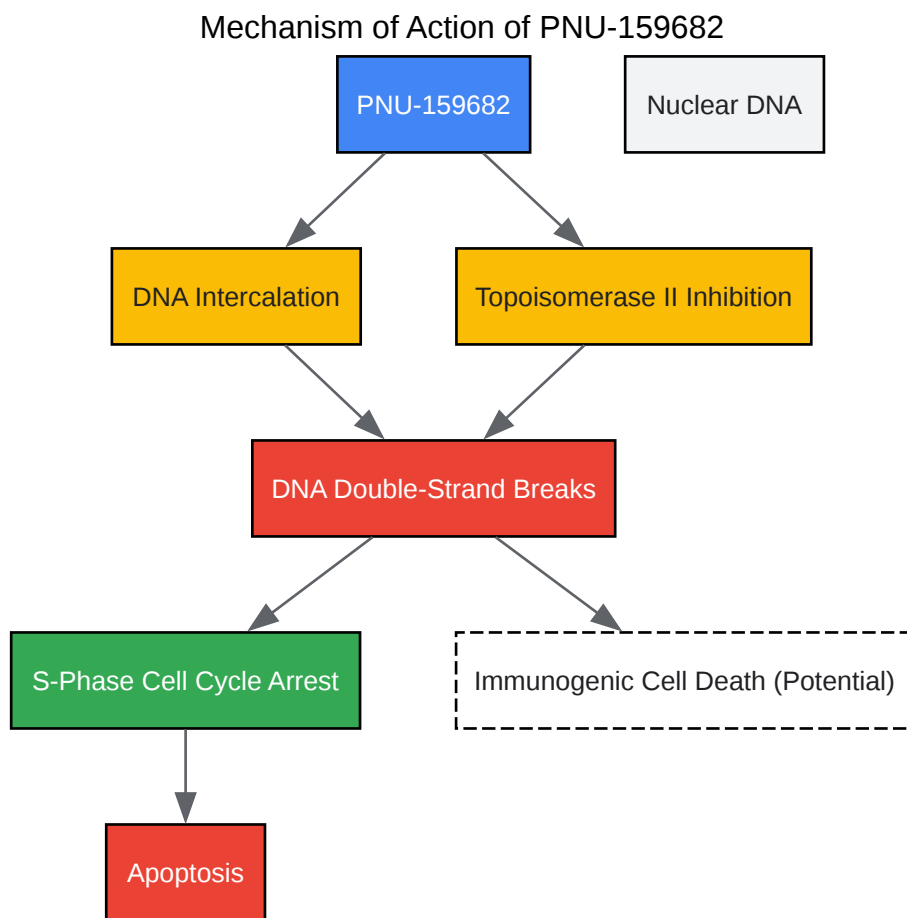 Mechanism of Action of PNU-159682
PNU-159682
Nuclear DNA
DNA Intercalation
Topoisomerase II Inhibition
DNA Double-Strand Breaks
S-Phase Cell Cycle Arrest
Immunogenic Cell Death (Potential)
Apoptosis